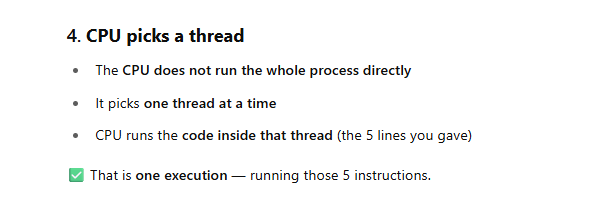 4. CPU picks a thread
• The CPU does not run the whole process directly
• It picks one thread at a time
• CPU runs the code inside that thread (the 5 lines you gave)
✅ That is one execution — running those 5 instructions.